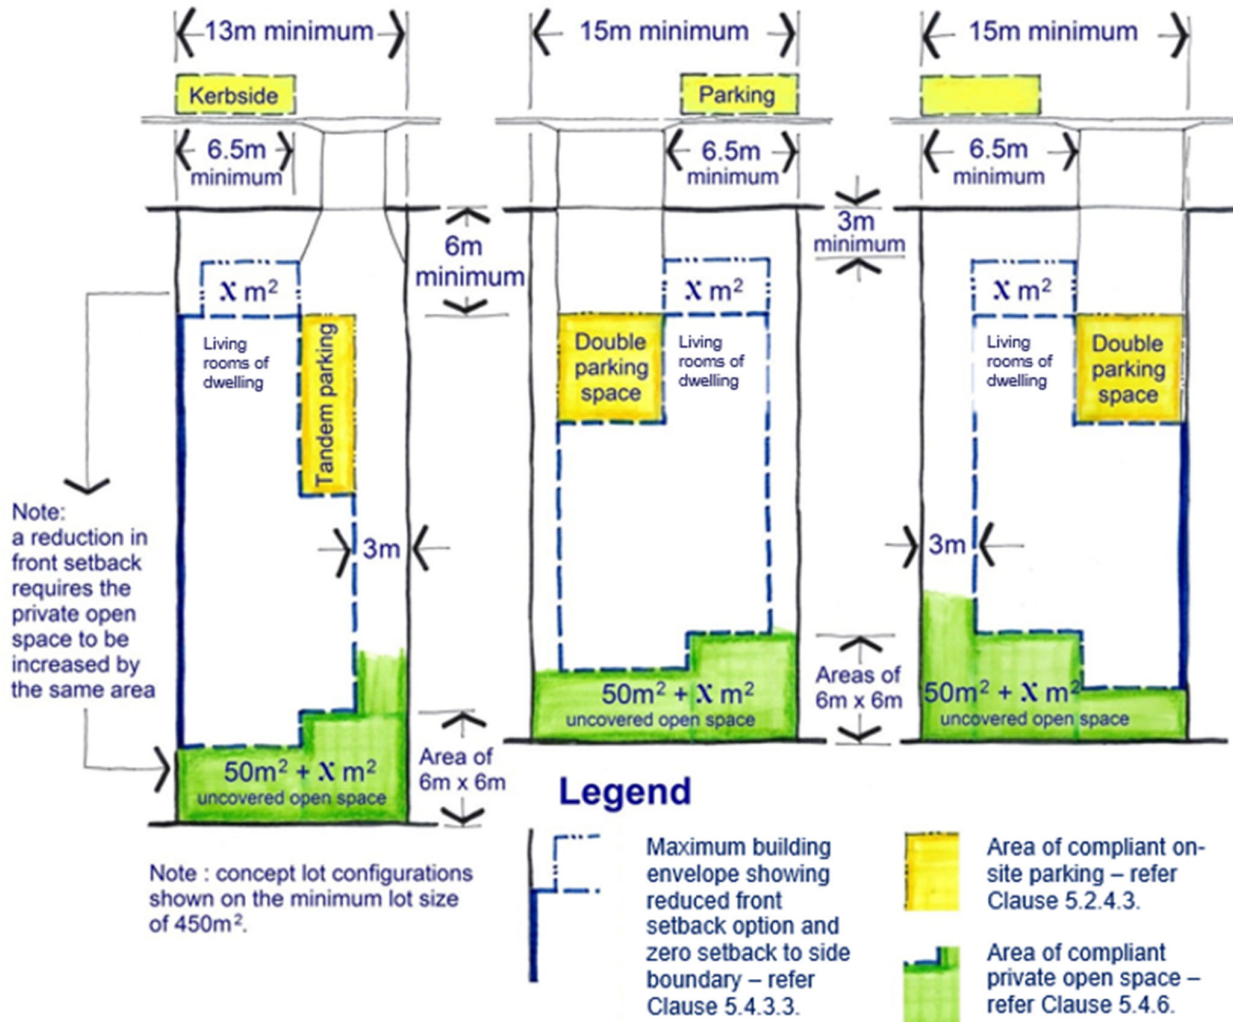 13m minimum
15m minimum
15m minimum
Kerbside
Parking
6.5m
minimum
6.5m
minimum
6.5m
minimum
6m
minimum
3m
minimum
X m²
X m²
X m²
Living
rooms of
dwelling
Tandem parking
Double
parking
space
Living
rooms of
dwelling
Living
rooms of
dwelling
Double
parking
space
Note:
a reduction in
front setback
requires the
private open
space to be
increased by
the same area
3m
3m
50m² + X m²
uncovered open space
Area of
6m x 6m
50m² + X m²
uncovered open space
Areas of
6m x 6m
50m² + X m²
uncovered open space
Note : concept lot configurations
shown on the minimum lot size
of 450m².
Legend
Maximum building
envelope showing
reduced front
setback option and
zero setback to side
boundary – refer
Clause 5.4.3.3.
Area of compliant on-
site parking – refer
Clause 5.2.4.3.
Area of compliant
private open space –
refer Clause 5.4.6.